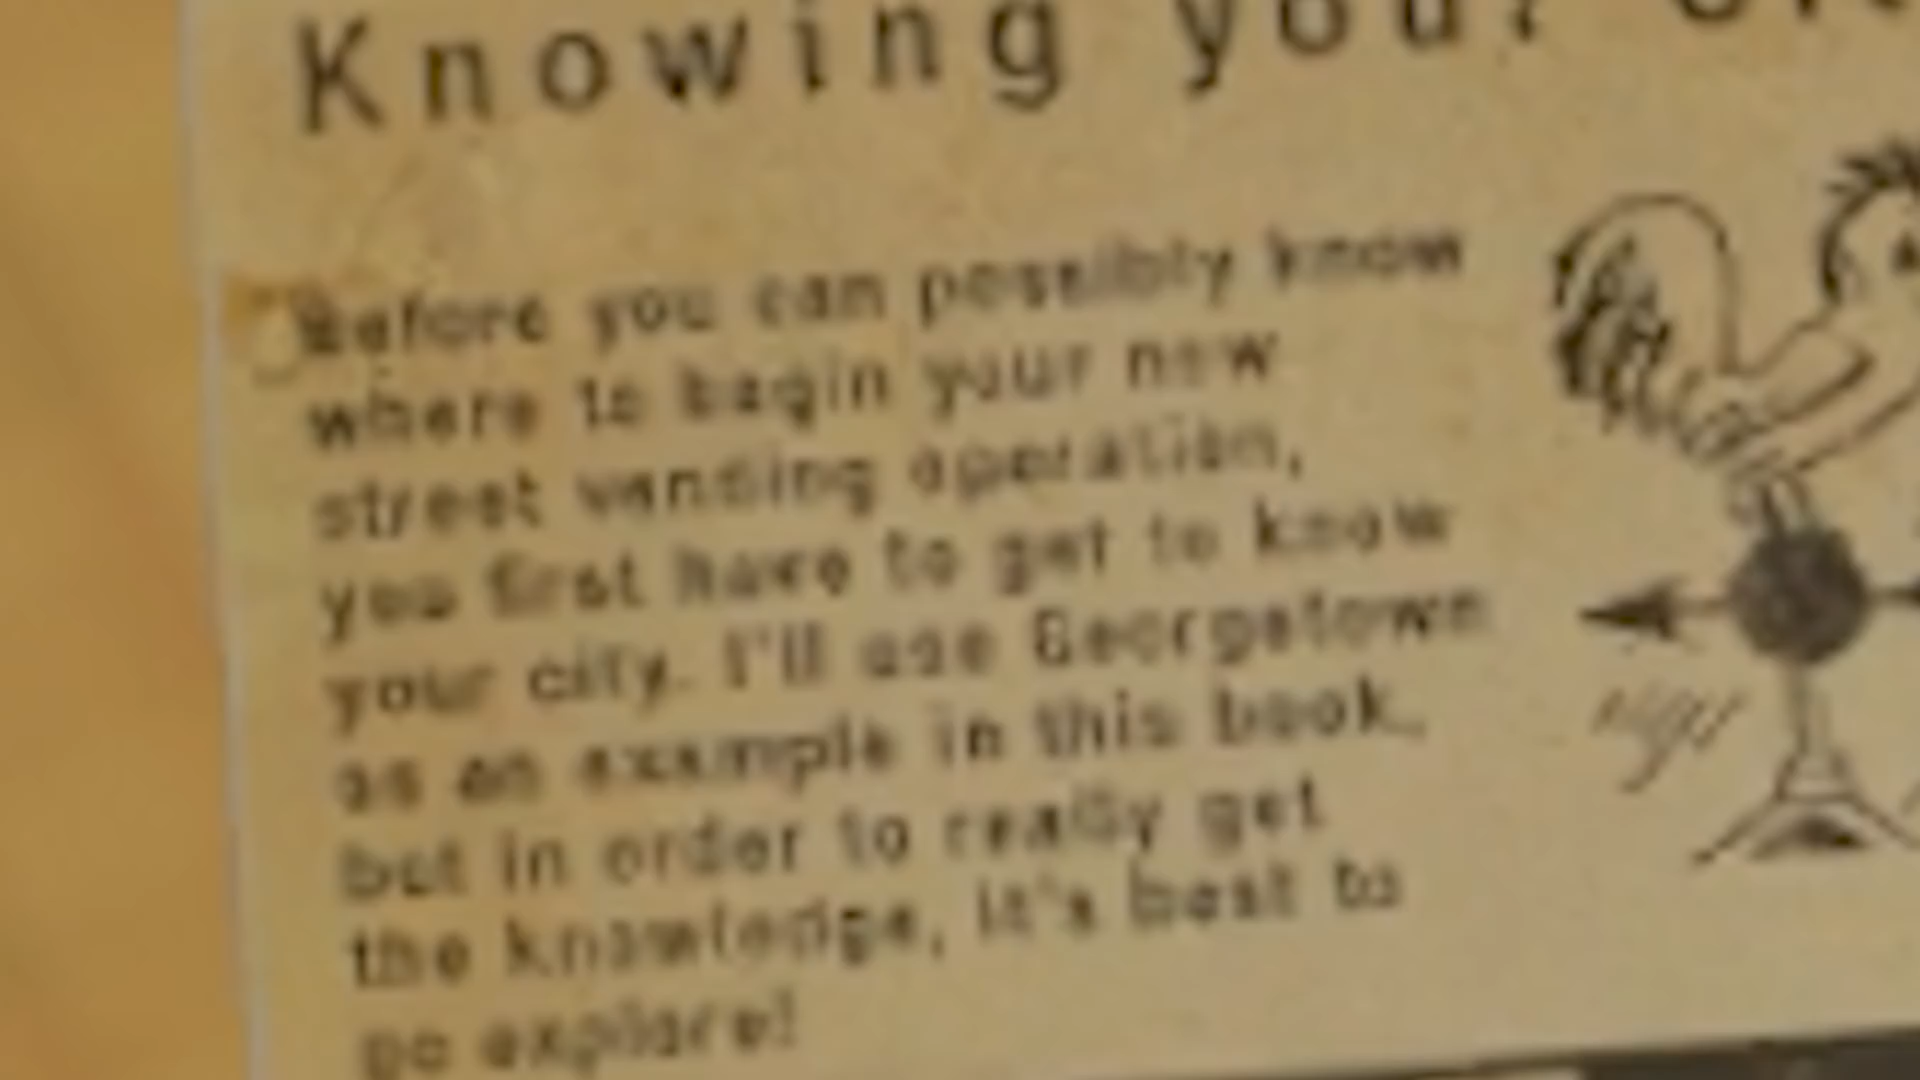 Knowing your
Before you can possibly know
where to begin your new
street vending operation,
you first have to get to know
your city. I'll use Georgetown
as an example in this book,
but in order to really get
the knowledge, it's best to
go explore!